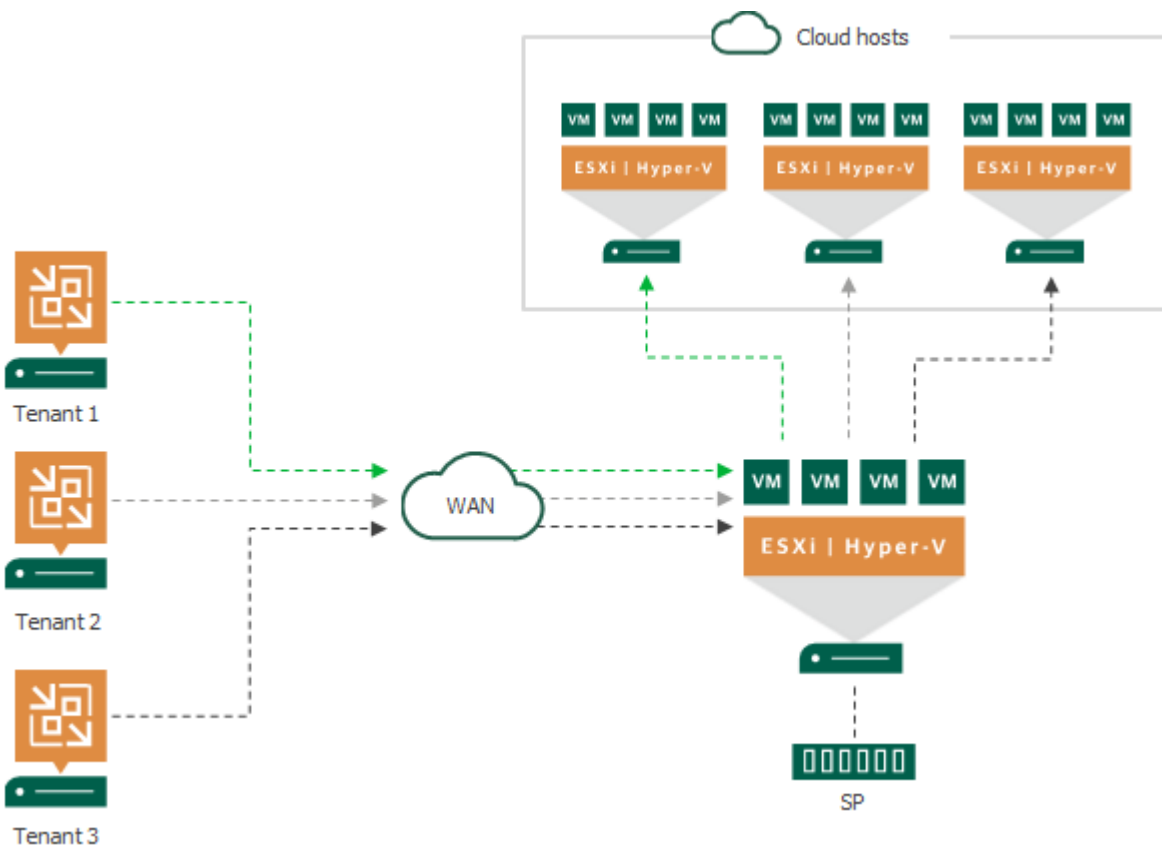 Cloud hosts
VM VM VM VM VM VM VM VM VM VM VM VM
ESXi | Hyper-V ESXi | Hyper-V ESXi | Hyper-V
Tenant 1
VM VM VM VM
WAN
ESXi | Hyper-V
Tenant 2
SP
Tenant 3